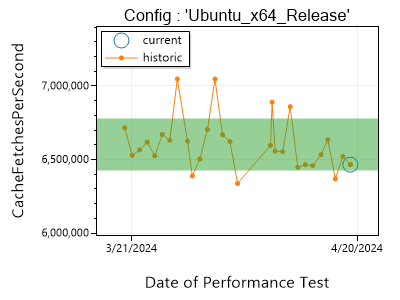 Config : 'Ubuntu_x64_Release'
current
historic
CacheFetchesPerSecond
7,000,000
6,500,000
6,000,000
3/21/2024
4/20/2024
Date of Performance Test